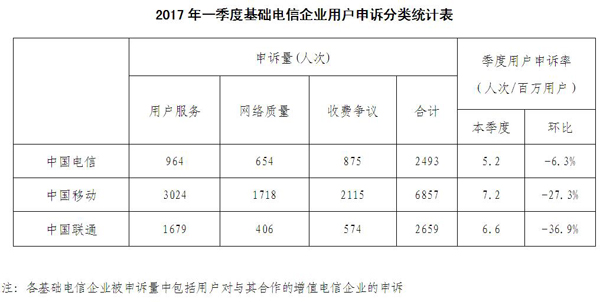 2017 年一季度基础电信企业用户申诉分类统计表
申诉量(人次) 季度用户申诉率
(人次/百万用户)
用户服务 网络质量 收费争议 合计 本季度 环比
中国电信 964 654 875 2493 5.2 -6.3%
中国移动 3024 1718 2115 6857 7.2 -27.3%
中国联通 1679 406 574 2659 6.6 -36.9%
注: 各基础电信企业被申诉量中包括用户对与其合作的增值电信企业的申诉